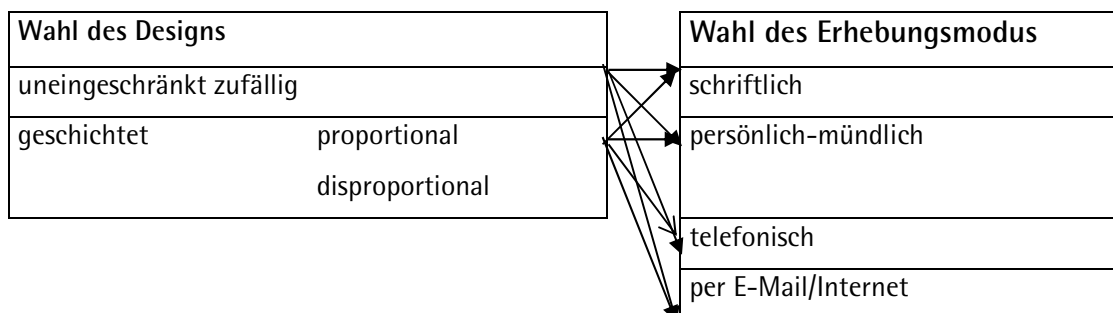 Wahl des Designs
uneingeschränkt zufällig
geschichtet proportional
disproportional
Wahl des Erhebungsmodus
schriftlich
persönlich-mündlich
telefonisch
per E-Mail/Internet